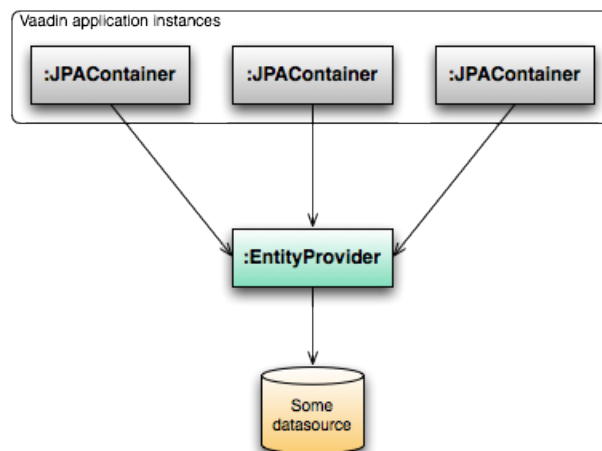 Vaadin application instances
:JPAContainer
:JPAContainer
:JPAContainer
:EntityProvider
Some
datasource